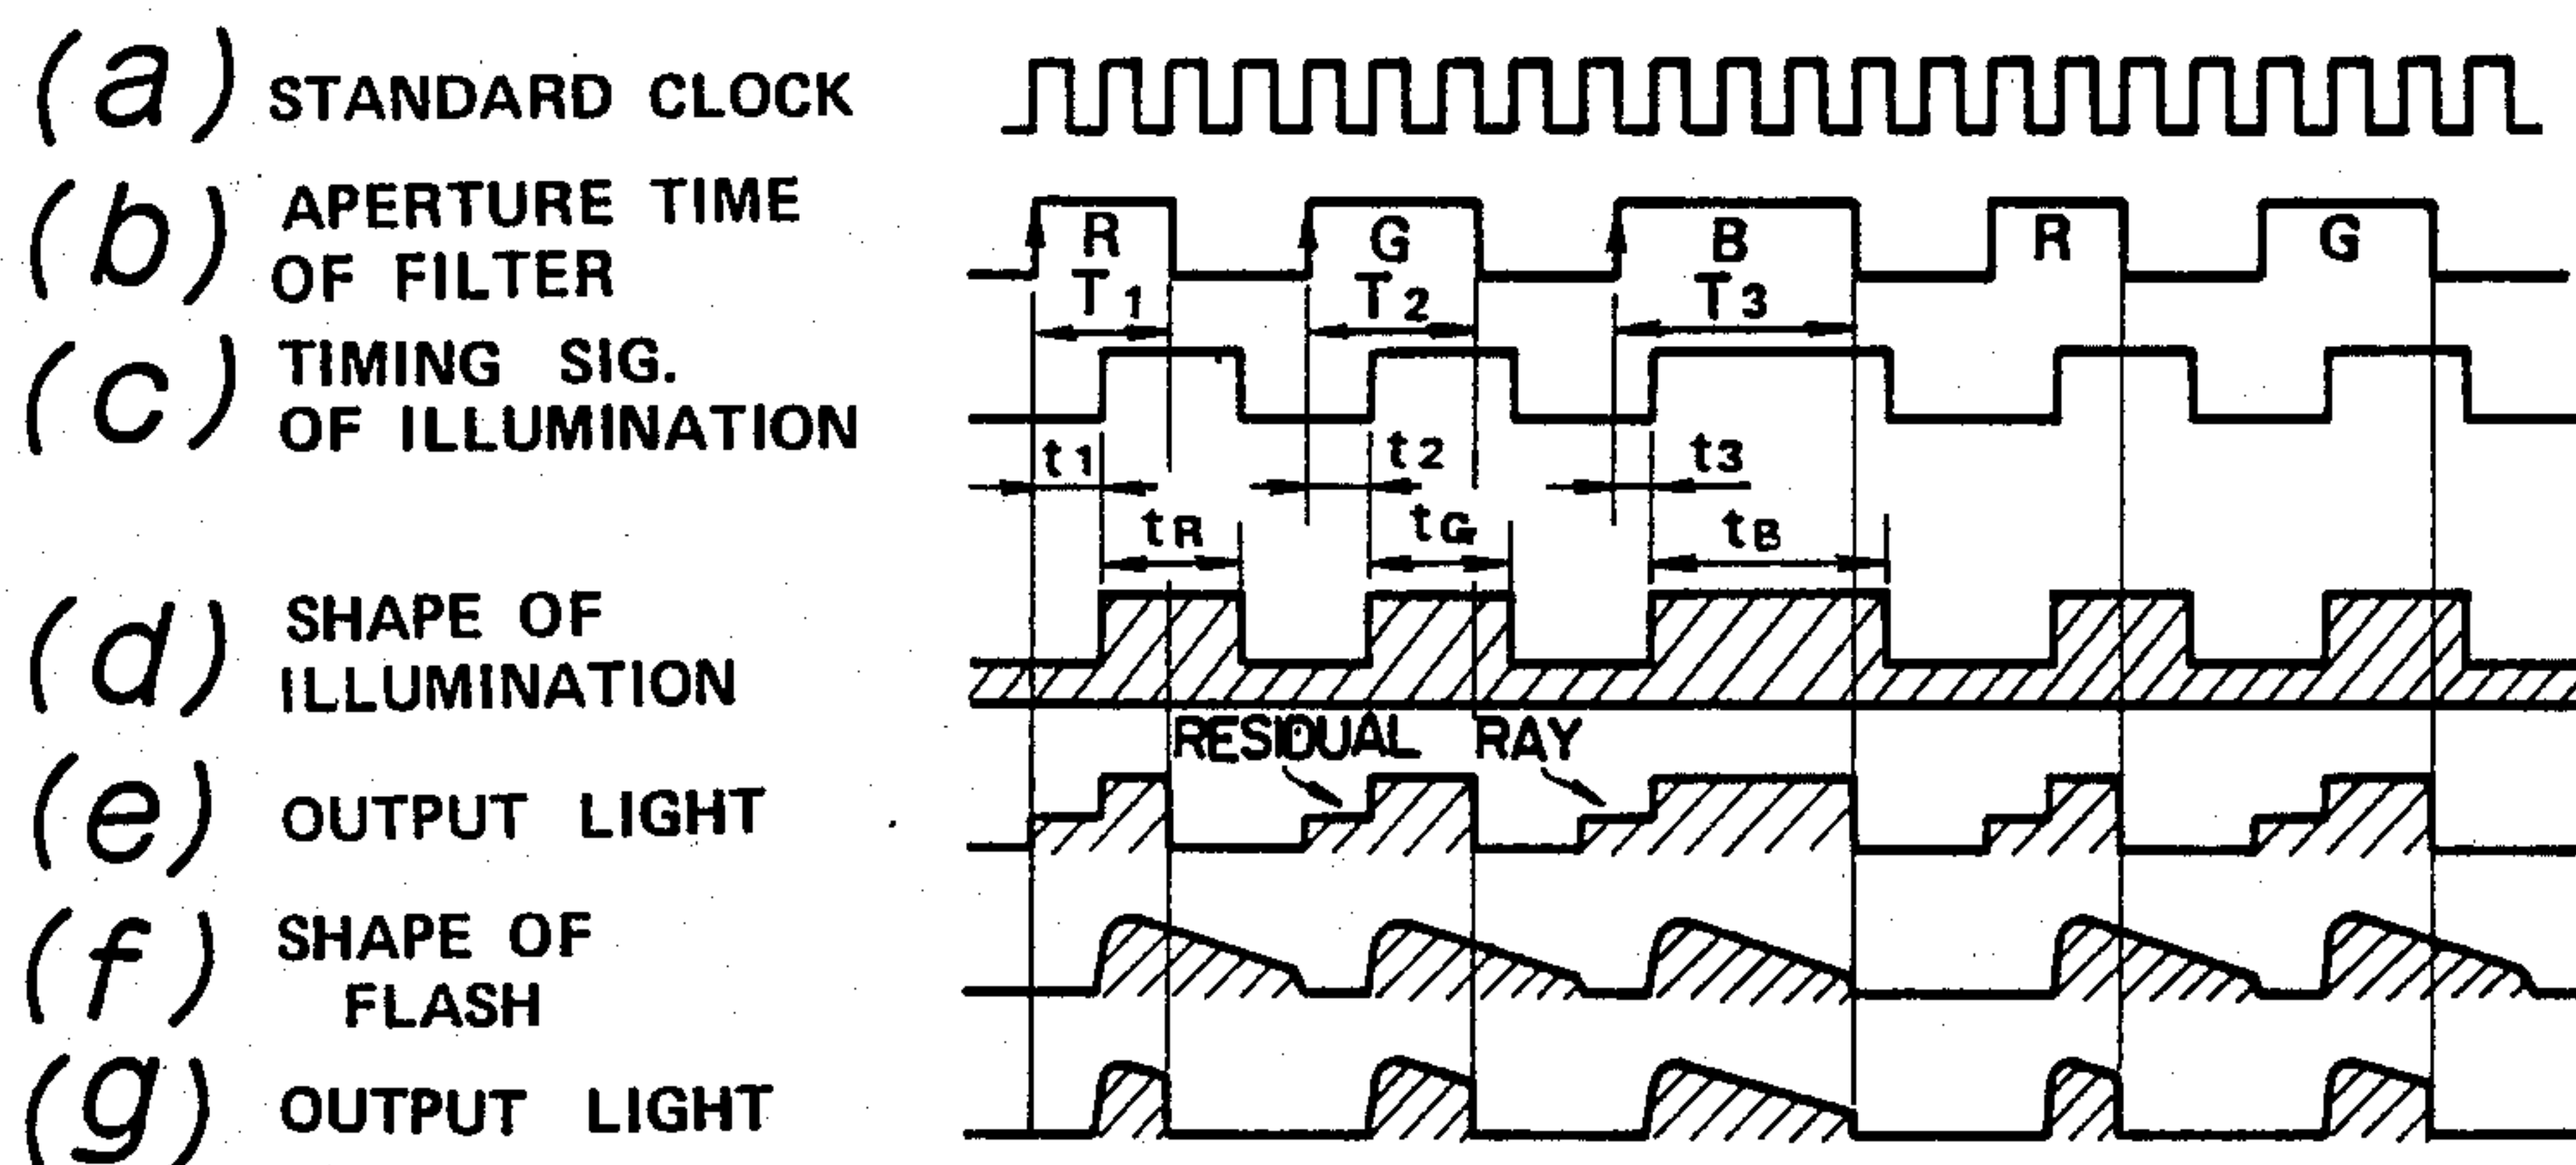 (a) STANDARD CLOCK
(b) APERTURE TIME
OF FILTER
R G B R G
T1 T2 T3
(c) TIMING SIG.
OF ILLUMINATION
t1 t2 t3
tR tG tB
(d) SHAPE OF
ILLUMINATION
RESIDUAL RAY
(e) OUTPUT LIGHT
(f) SHAPE OF
FLASH
(g) OUTPUT LIGHT